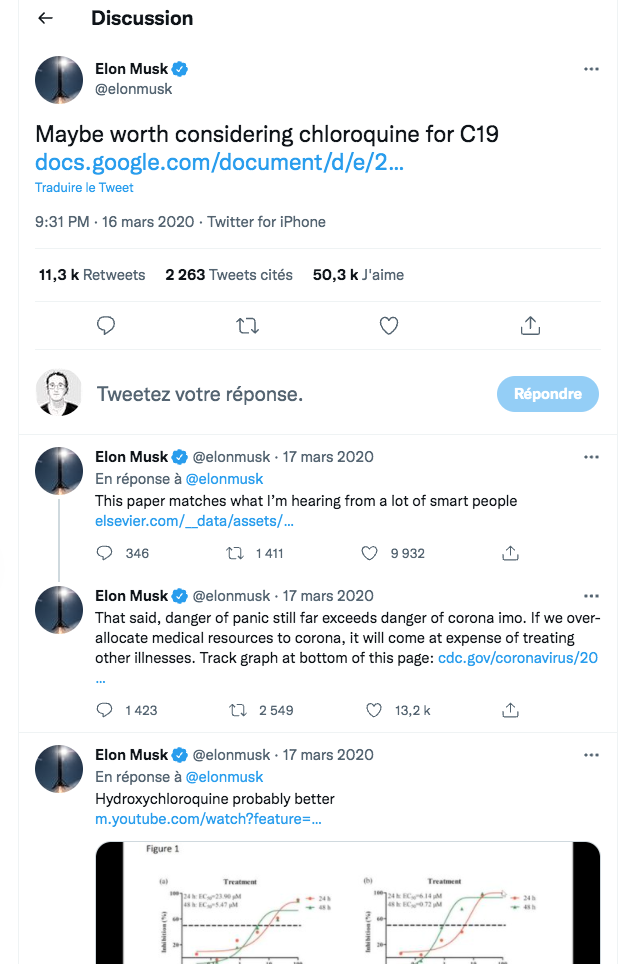 Discussion
Elon Musk
@elonmusk
Maybe worth considering chloroquine for C19
docs.google.com/document/d/e/2…
Traduire le Tweet
9:31 PM · 16 mars 2020 · Twitter for iPhone
11,3 k Retweets 2 263 Tweets cités 50,3 k J'aime
Tweetez votre réponse.
Répondre
Elon Musk @elonmusk · 17 mars 2020
En réponse à @elonmusk
This paper matches what I'm hearing from a lot of smart people
elsevier.com/__data/assets/…
346 1 411 9 932
Elon Musk @elonmusk · 17 mars 2020
That said, danger of panic still far exceeds danger of corona imo. If we over-
allocate medical resources to corona, it will come at expense of treating
other illnesses. Track graph at bottom of this page: cdc.gov/coronavirus/20
…
1 423 2 549 13,2 k
Elon Musk @elonmusk · 17 mars 2020
En réponse à @elonmusk
Hydroxychloroquine probably better
m.youtube.com/watch?feature=…
Figure 1
(a) Treatment (b) Treatment
24 h: EC50=23.90 μM 24 h 24 h: EC50=6.14 μM 24 h
48 h: EC50=5.47 μM 48 h 48 h: EC50=0.72 μM 48 h
Inhibition (%) Inhibition (%)